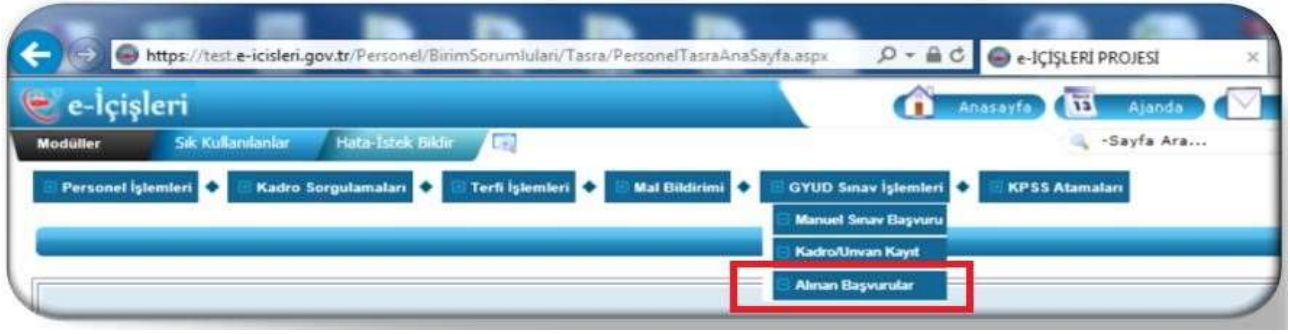 https://test.e-icisleri.gov.tr/Personel/BirimSorumlulari/Tasra/PersonelTasraAnaSayfa.aspx
e-İÇİŞLERİ PROJESİ
e-İçişleri
Anasayfa
13
Ajanda
Modüller
Sık Kullanılanlar
Hata-İstek Bildir
-Sayfa Ara...
Personel İşlemleri
Kadro Sorgulamaları
Terfi İşlemleri
Mal Bildirimi
GYUD Sınav İşlemleri
KPSS Atamaları
Manuel Sınav Başvuru
Kadro/Unvan Kayıt
Alınan Başvurular